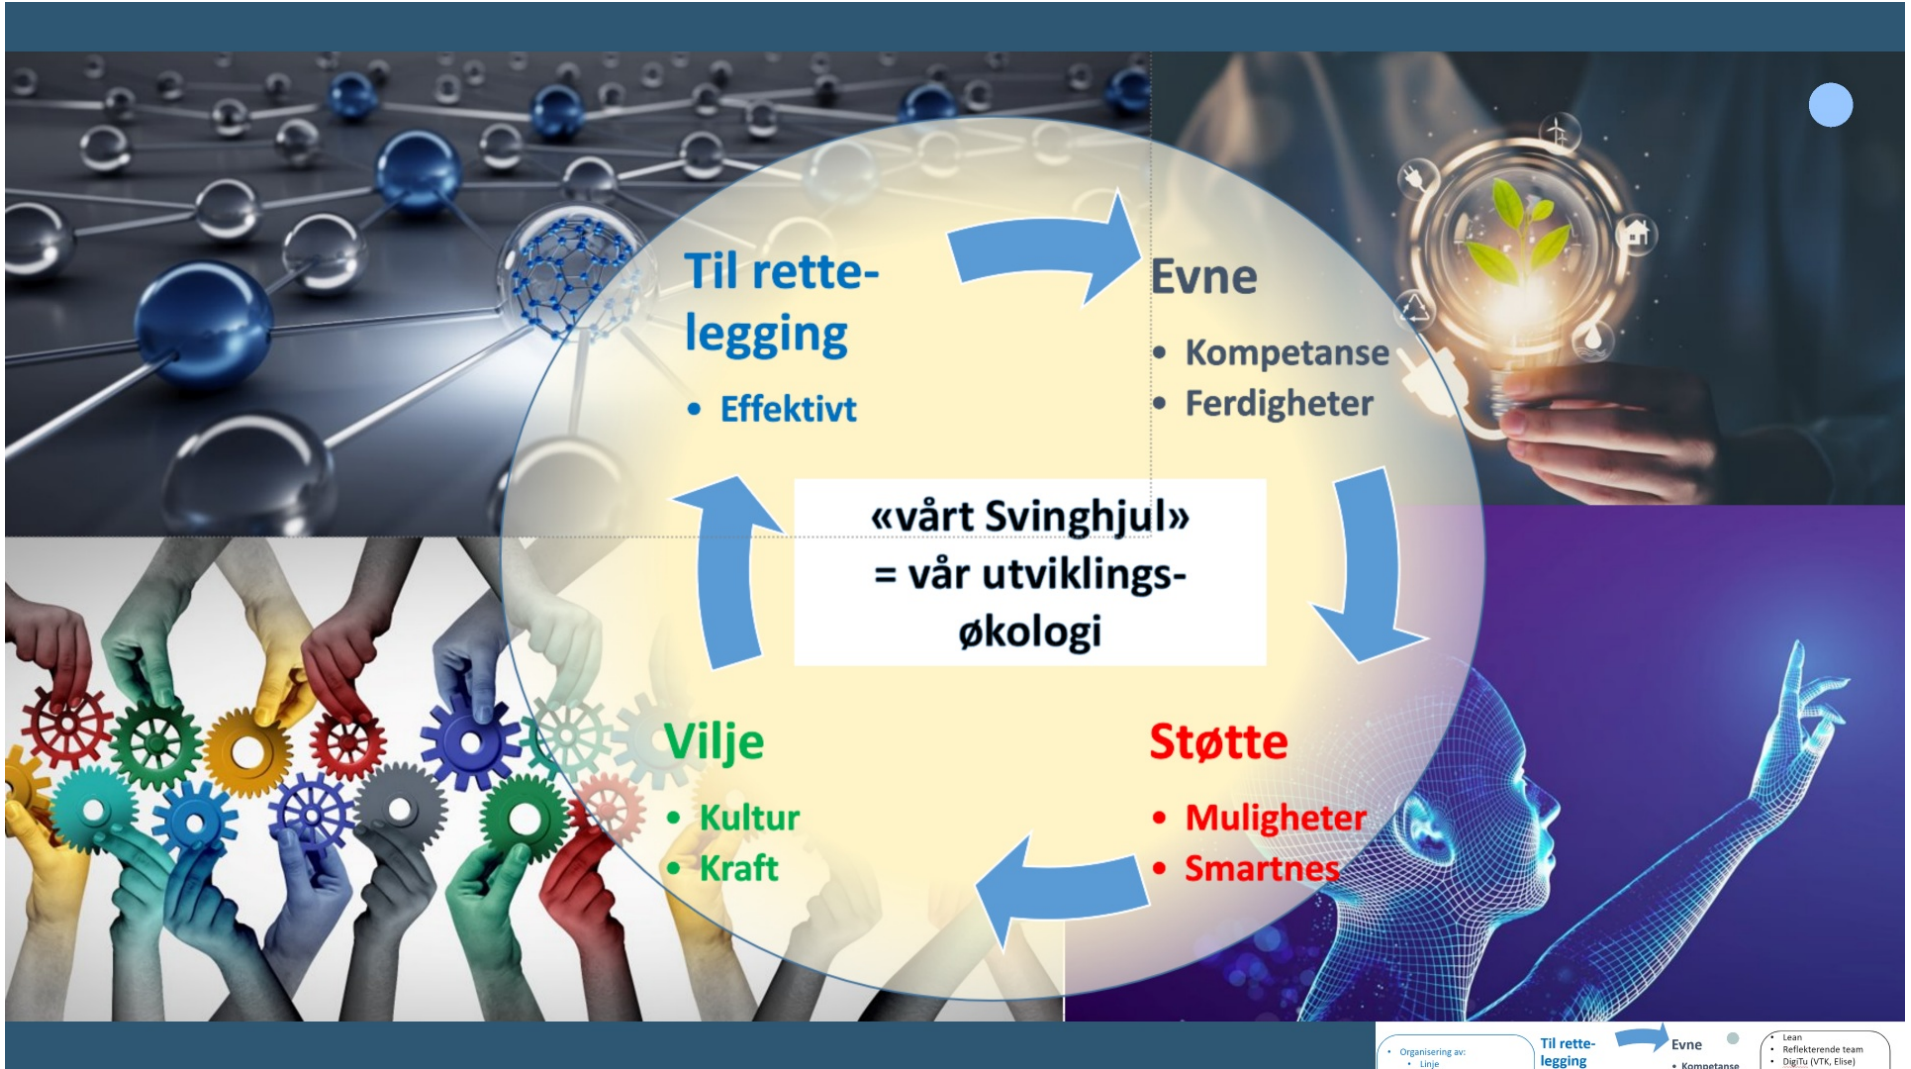 Til rette-
legging
• Effektivt
Evne
• Kompetanse
• Ferdigheter
«vårt Svinghjul»
= vår utviklings-
økologi
Vilje
• Kultur
• Kraft
Støtte
• Muligheter
• Smartnes
• Organisering av:
• Linje
Til rette-
legging
Evne
• Kompetanse
• Lean
• Reflekterende team
• DigiTu (VTK, Elise)